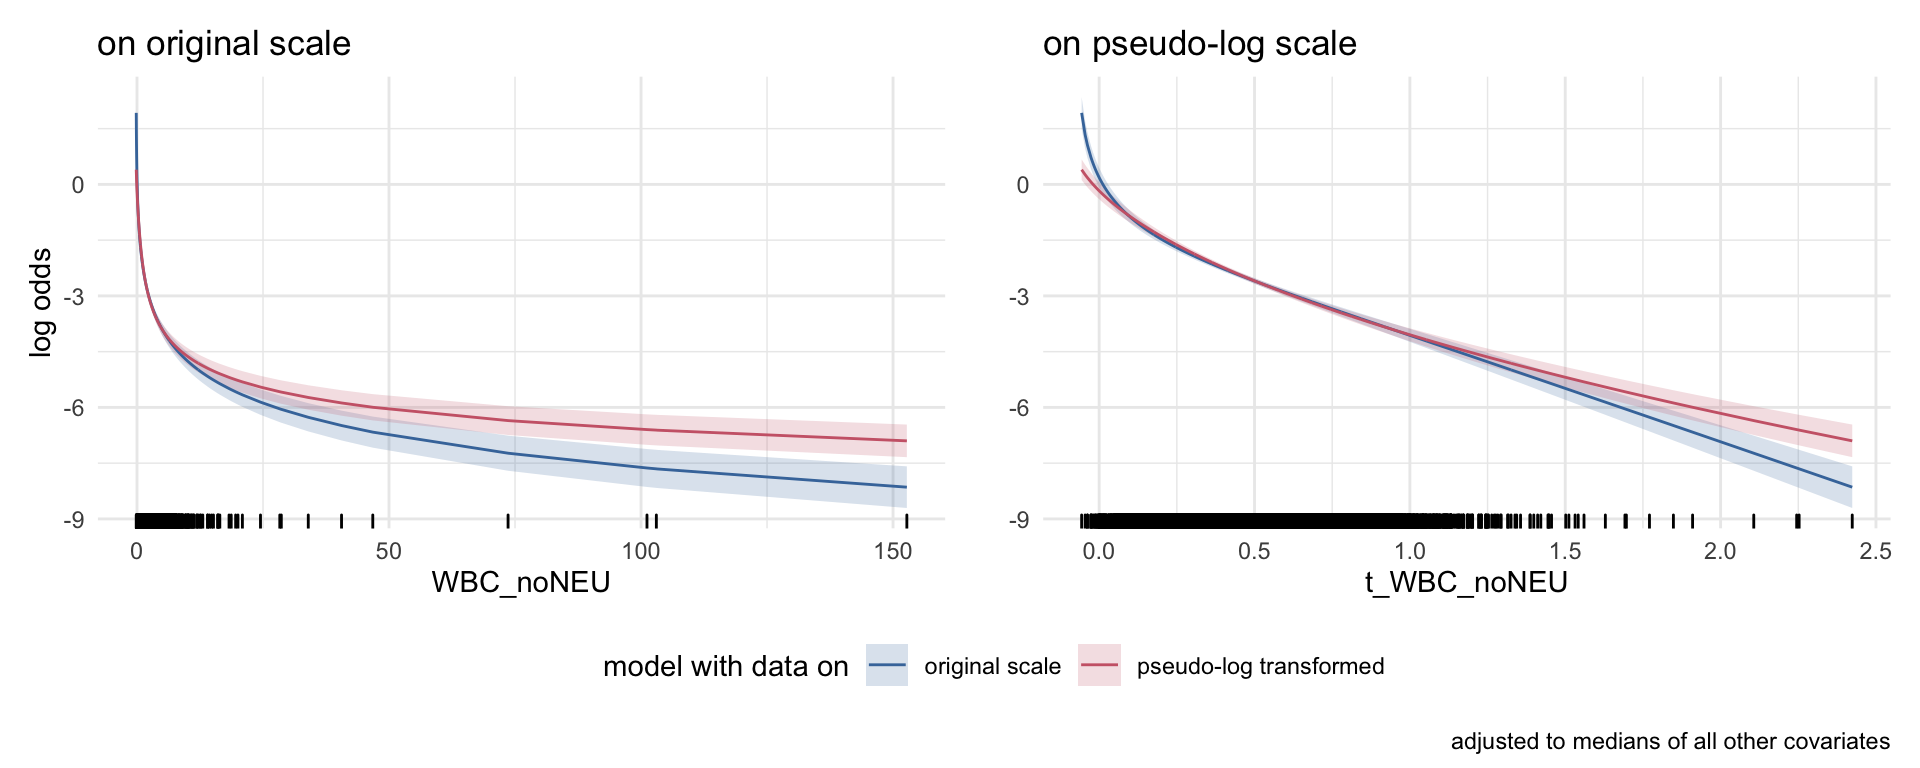 on original scale
on pseudo-log scale
log odds
0
-3
-6
-9
0 50 100 150
WBC_noNEU
0
-3
-6
-9
0.0 0.5 1.0 1.5 2.0 2.5
t_WBC_noNEU
model with data on original scale pseudo-log transformed
adjusted to medians of all other covariates